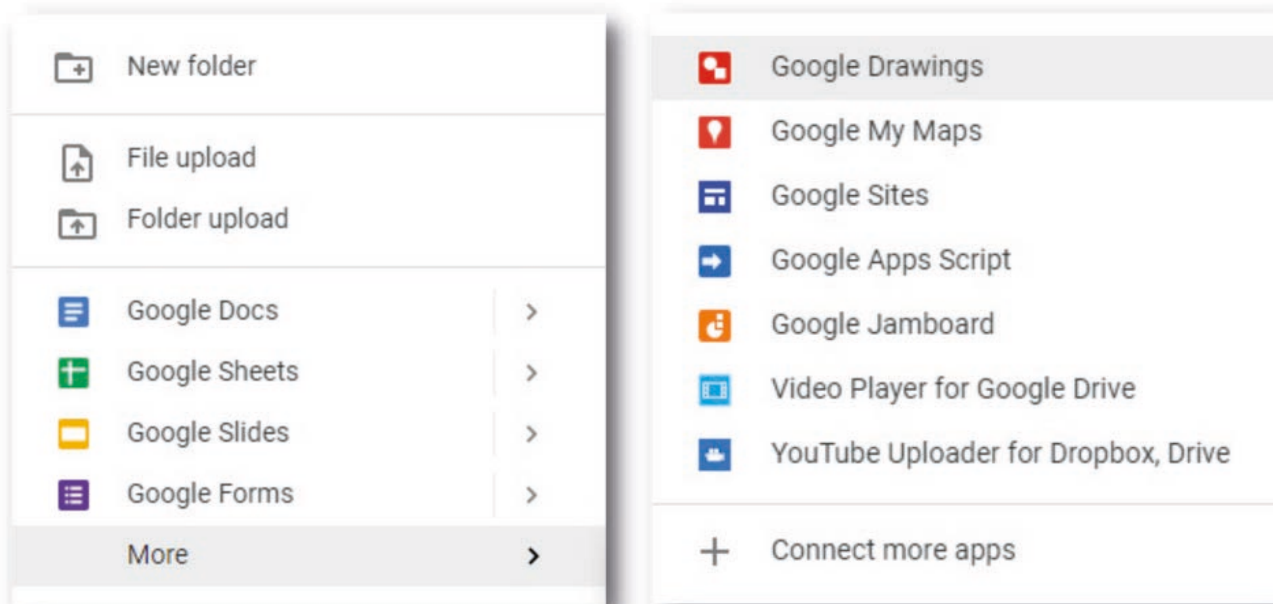 New folder
File upload
Folder upload
Google Docs
Google Sheets
Google Slides
Google Forms
More
Google Drawings
Google My Maps
Google Sites
Google Apps Script
Google Jamboard
Video Player for Google Drive
YouTube Uploader for Dropbox, Drive
Connect more apps